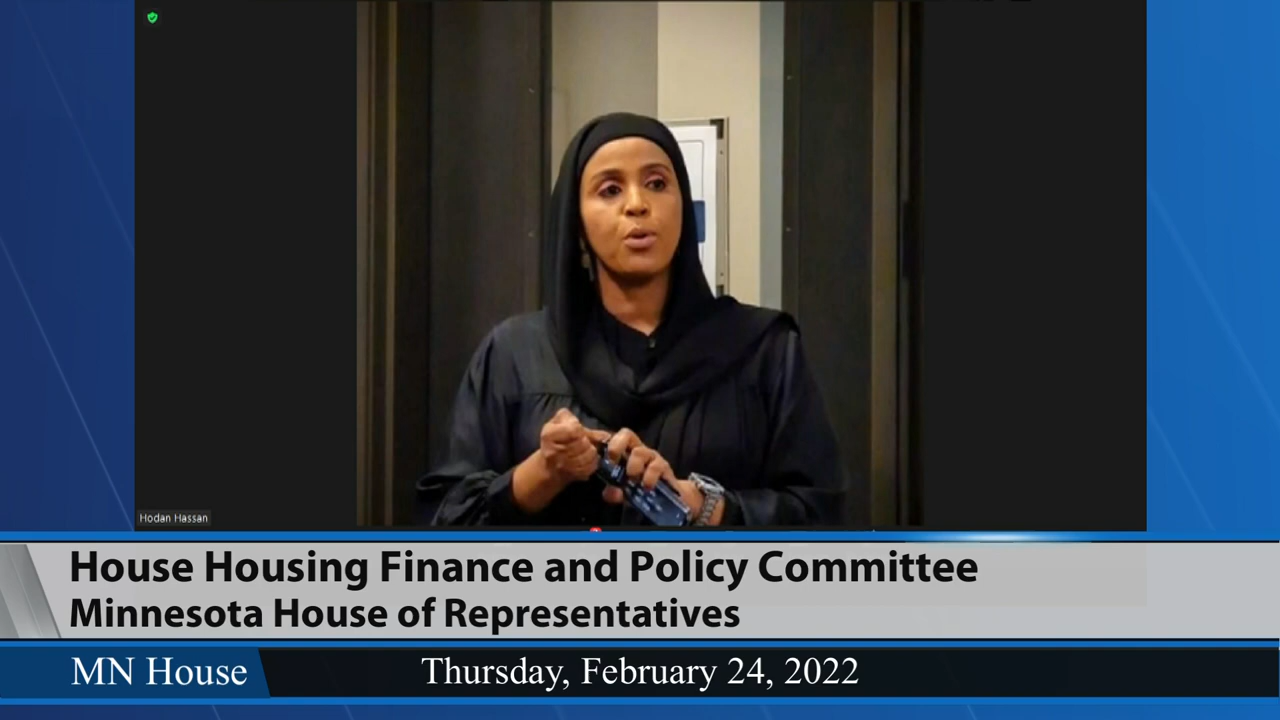 Hodan Hassan
House Housing Finance and Policy Committee
Minnesota House of Representatives
MN House
Thursday, February 24, 2022